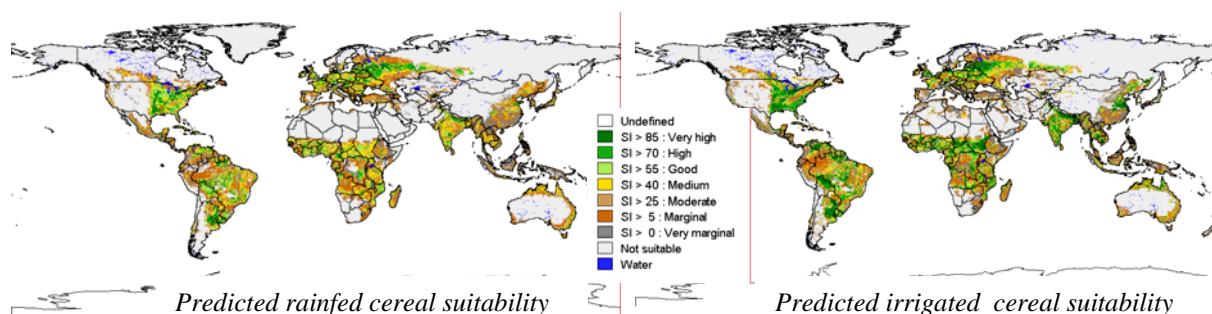 Undefined
SI > 85 : Very high
SI > 70 : High
SI > 55 : Good
SI > 40 : Medium
SI > 25 : Moderate
SI > 5 : Marginal
SI > 0 : Very marginal
Not suitable
Water
Predicted rainfed cereal suitability
Predicted irrigated cereal suitability